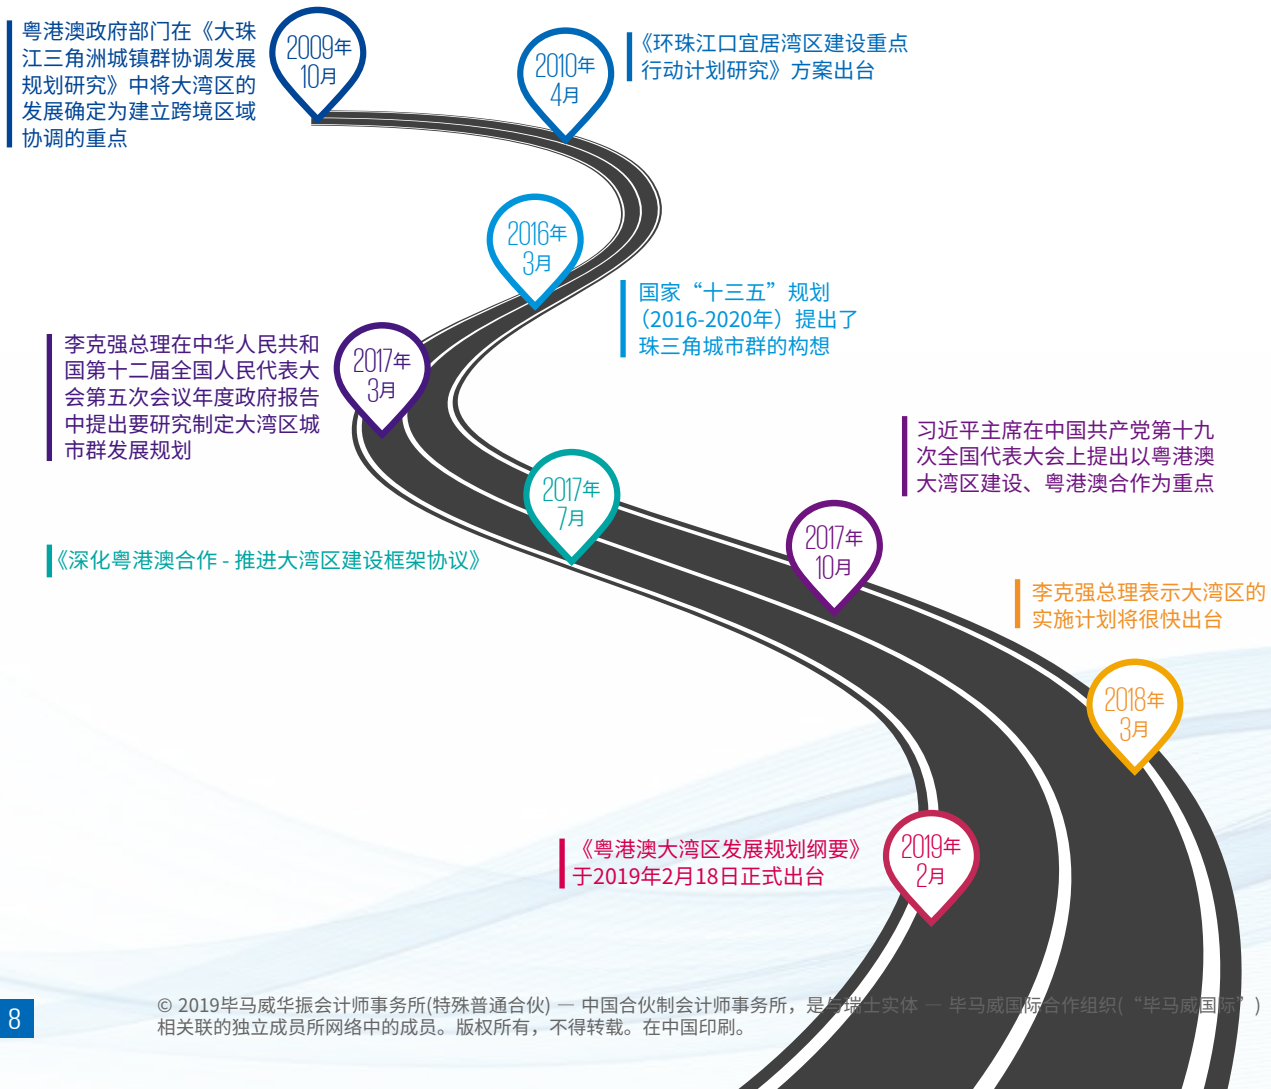 粤港澳政府部门在《大珠
江三角洲城镇群协调发展
规划研究》中将大湾区的
发展确定为建立跨境区域
协调的重点
2009年
10月
2010年
4月
《环珠江口宜居湾区建设重点
行动计划研究》方案出台
2016年
3月
国家“十三五”规划
（2016-2020年）提出了
珠三角城市群的构想
李克强总理在中华人民共和
国第十二届全国人民代表大
会第五次会议年度政府报告
中提出要研究制定大湾区城
市群发展规划
2017年
3月
2017年
7月
《深化粤港澳合作 - 推进大湾区建设框架协议》
习近平主席在中国共产党第十九
次全国代表大会上提出以粤港澳
大湾区建设、粤港澳合作为重点
2017年
10月
李克强总理表示大湾区的
实施计划将很快出台
2018年
3月
《粤港澳大湾区发展规划纲要》
于2019年2月18日正式出台
2019年
2月
© 2019毕马威华振会计师事务所(特殊普通合伙) — 中国合伙制会计师事务所，是与瑞士实体 — 毕马威国际合作组织(“毕马威国际”)
相关联的独立成员所网络中的成员。版权所有，不得转载。在中国印刷。
8